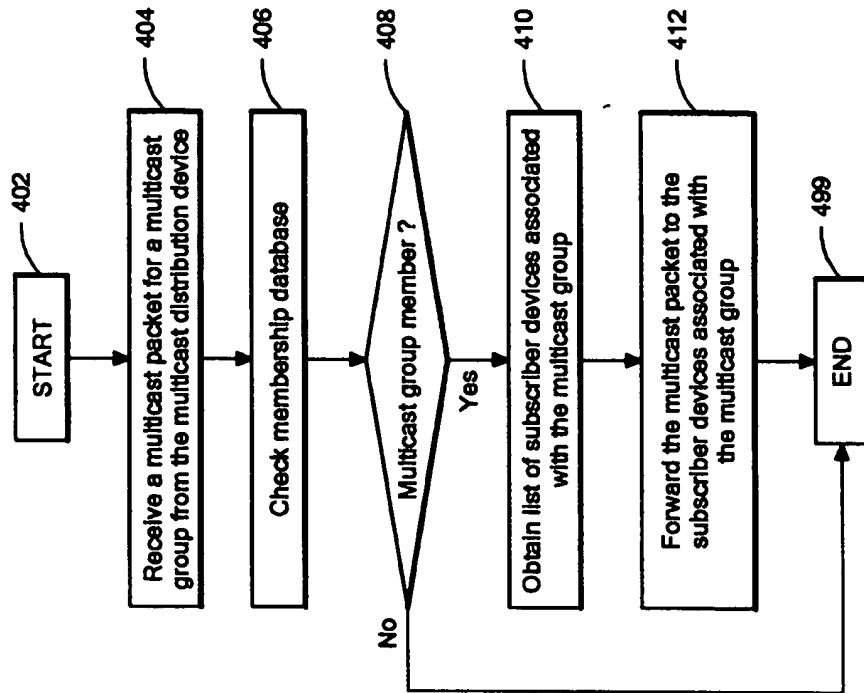 START
402
Receive a multicast packet for a multicast
group from the multicast distribution device
404
Check membership database
406
Multicast group member ?
408
No
Yes
Obtain list of subscriber devices associated
with the multicast group
410
Forward the multicast packet to the
subscriber devices associated with
the multicast group
412
END
499